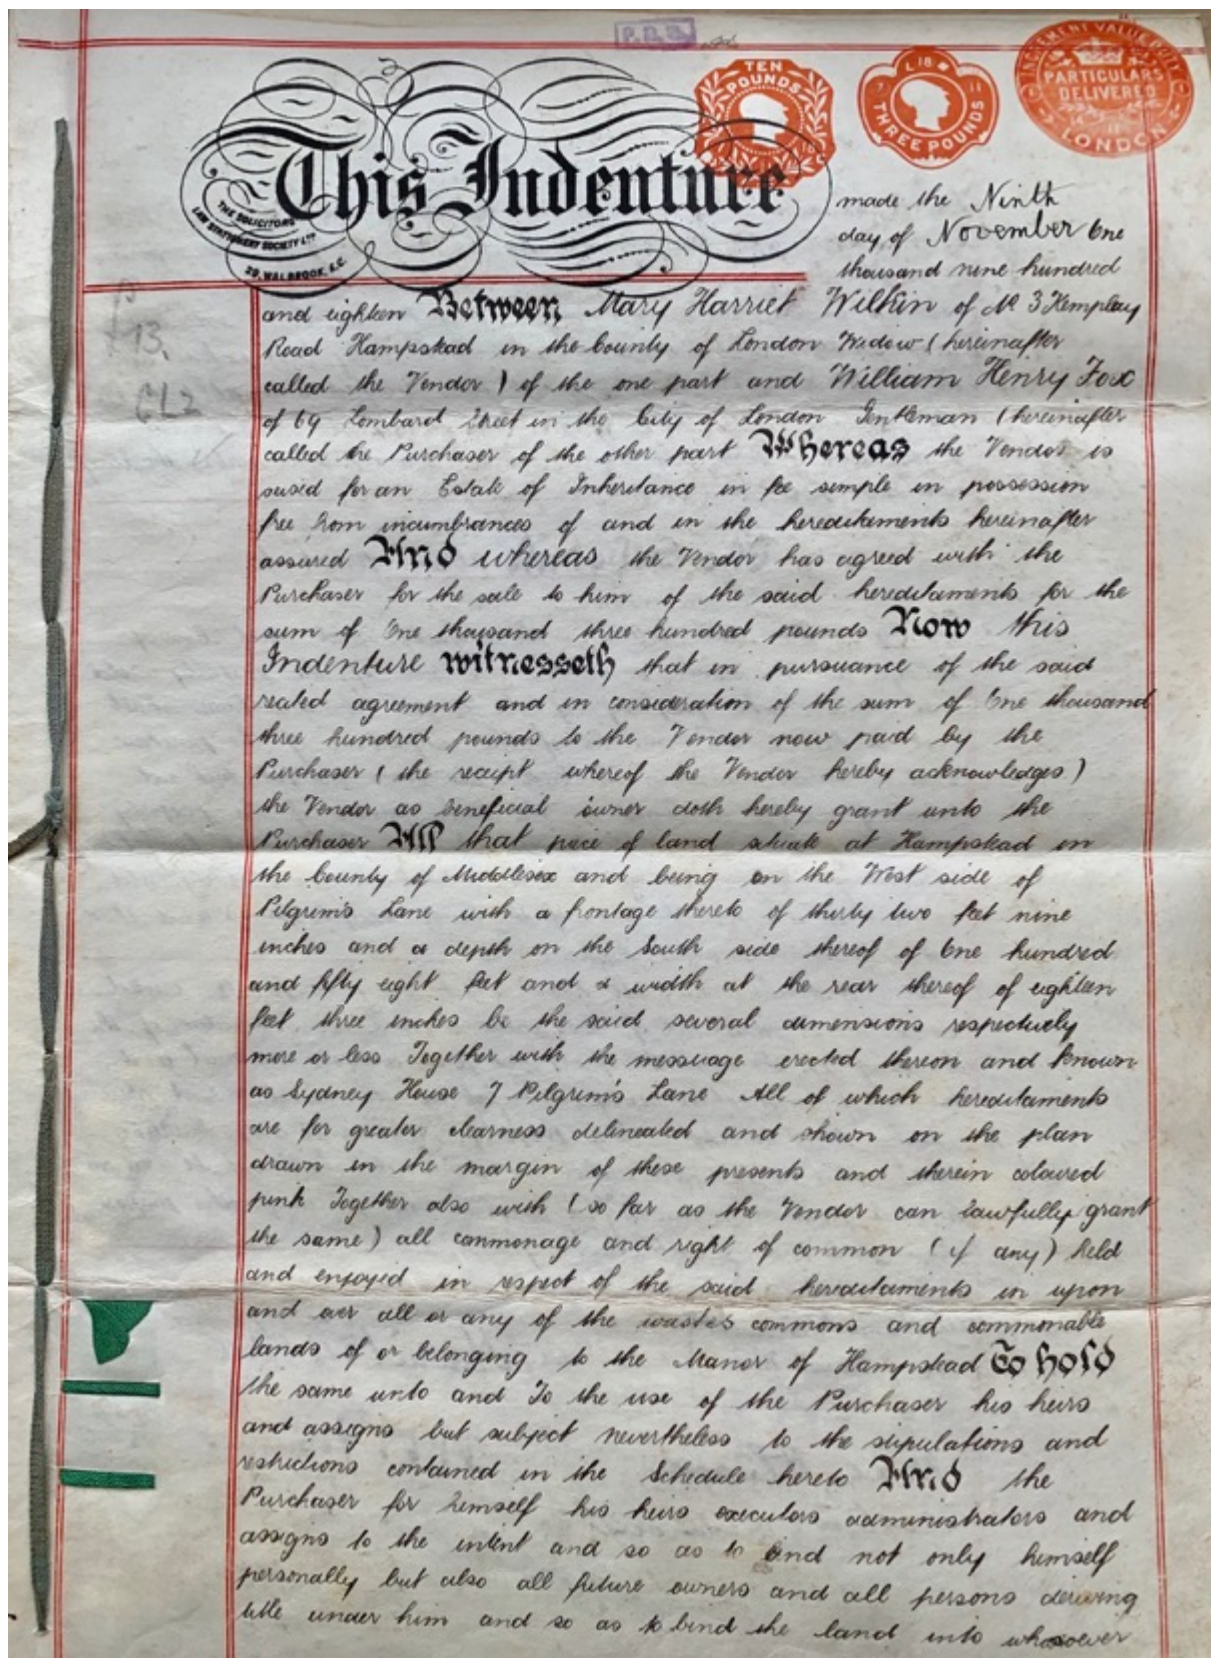 P.D.B.
TEN
POUNDS
L 18
7 11
THREE POUNDS
INCREMENT VALUE DUTY
PARTICULARS
DELIVERED
LONDON
This Indenture
THE SOLICITORS
LAW STATIONERY SOCIETY LTD
29, WALBROOK, E.C.
made the Ninth
day of November One
thousand nine hundred
13.
CL2
and eighteen Between Mary Harriet Wilkin of No 3 Kemplay
Road Hampstead in the County of London Widow (hereinafter
called the Vendor) of the one part and William Henry Fox
of 69 Lombard Street in the City of London Gentleman (hereinafter
called the Purchaser of the other part Whereas the Vendor is
seised for an Estate of Inheritance in fee simple in possession
free from incumbrances of and in the hereditaments hereinafter
assured And whereas the Vendor has agreed with the
Purchaser for the sale to him of the said hereditaments for the
sum of One thousand three hundred pounds Now this
Indenture witnesseth that in pursuance of the said
recited agreement and in consideration of the sum of One thousand
three hundred pounds to the Vendor now paid by the
Purchaser (the receipt whereof the Vendor hereby acknowledges)
the Vendor as beneficial owner doth hereby grant unto the
Purchaser All that piece of land situate at Hampstead in
the County of Middlesex and being on the West side of
Pilgrim's Lane with a frontage thereto of thirty two feet nine
inches and a depth on the South side thereof of One hundred
and fifty eight feet and a width at the rear thereof of eighteen
feet three inches be the said several dimensions respectively
more or less Together with the messuage erected thereon and known
as Sydney House 7 Pilgrim's Lane All of which hereditaments
are for greater clearness delineated and shown on the plan
drawn in the margin of these presents and therein coloured
pink Together also with (so far as the Vendor can lawfully grant
the same) all commonage and right of common (if any) held
and enjoyed in respect of the said hereditaments in upon
and over all or any of the wastes commons and commonable
lands of or belonging to the Manor of Hampstead To hold
the same unto and To the use of the Purchaser his heirs
and assigns but subject nevertheless to the stipulations and
restrictions contained in the Schedule hereto And the
Purchaser for himself his heirs executors administrators and
assigns to the intent and so as to bind not only himself
personally but also all future owners and all persons deriving
title under him and so as to bind the land into whosoever